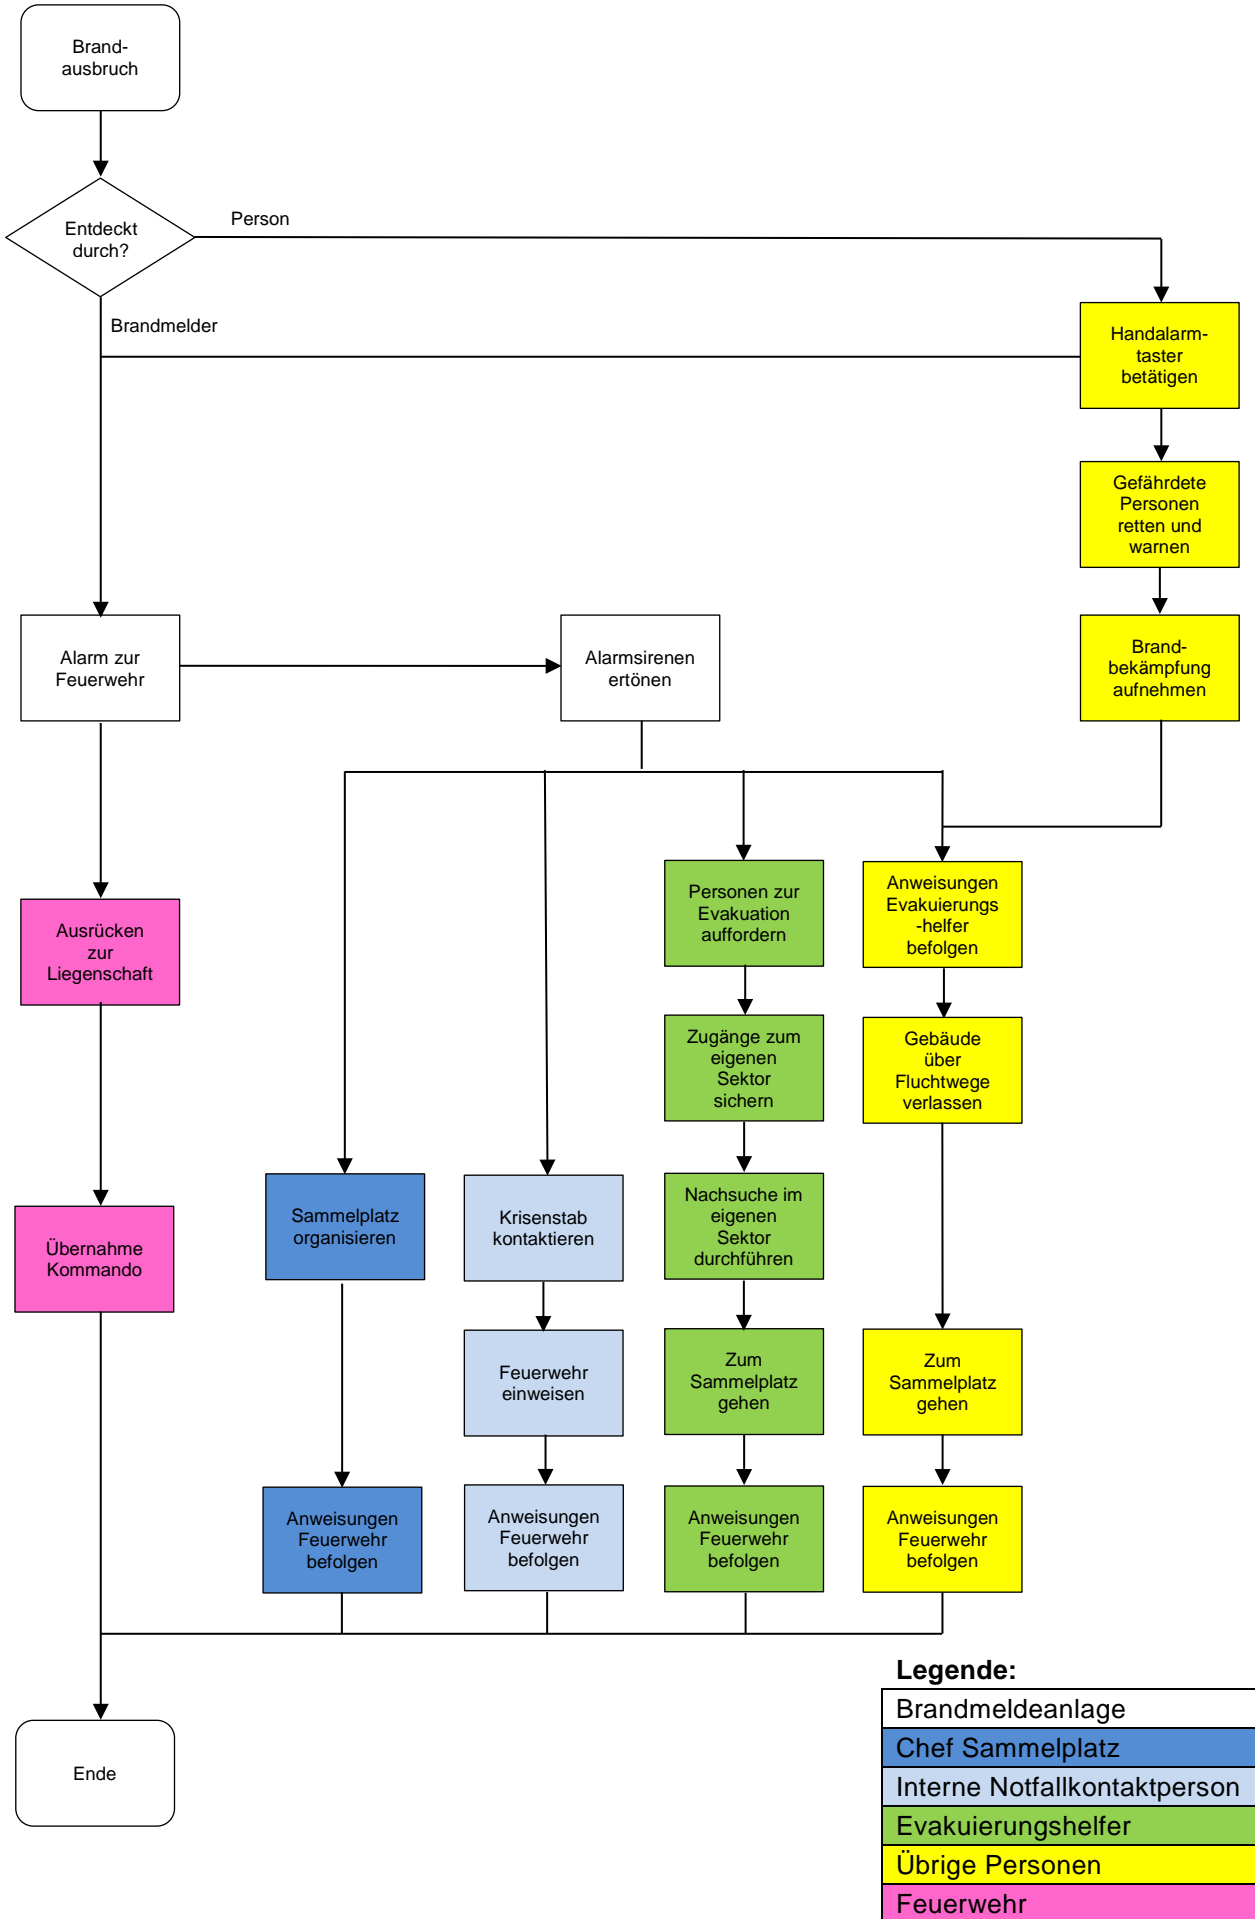 Brand-
ausbruch
Entdeckt
durch?
Person
Brandmelder
Handalarm-
taster
betätigen
Gefährdete
Personen
retten und
warnen
Alarm zur
Feuerwehr
Alarmsirenen
ertönen
Brand-
bekämpfung
aufnehmen
Ausrücken
zur
Liegenschaft
Personen zur
Evakuation
auffordern
Anweisungen
Evakuierungs
-helfer
befolgen
Zugänge zum
eigenen
Sektor
sichern
Gebäude
über
Fluchtwege
verlassen
Übernahme
Kommando
Sammelplatz
organisieren
Krisenstab
kontaktieren
Nachsuche im
eigenen
Sektor
durchführen
Feuerwehr
einweisen
Zum
Sammelplatz
gehen
Zum
Sammelplatz
gehen
Anweisungen
Feuerwehr
befolgen
Anweisungen
Feuerwehr
befolgen
Anweisungen
Feuerwehr
befolgen
Anweisungen
Feuerwehr
befolgen
Ende
Legende:
Brandmeldeanlage
Chef Sammelplatz
Interne Notfallkontaktperson
Evakuierungshelfer
Übrige Personen
Feuerwehr